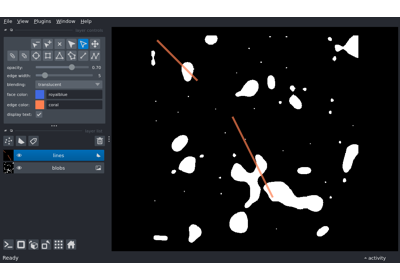 File View Plugins Window Help
opacity: 0.70
edge width: 5
blending: translucent
face color: royalblue
edge color: coral
display text: ✓
lines
blobs
Ready
activity